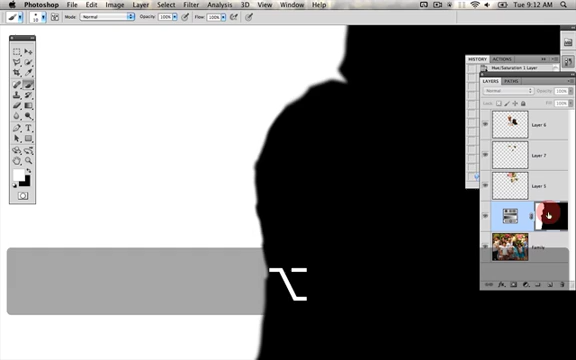 Photoshop File Edit Image Layer Select Filter Analysis 3D View Window Help
Tue 9:12 AM
Mode: Normal Opacity: 100% Flow: 100%
HISTORY ACTIONS
Hue/Saturation 1 Layer
LAYERS PATHS
Normal Opacity: 100%
Lock: Fill: 100%
Layer 6
Layer 7
Layer 5
Family
⌥